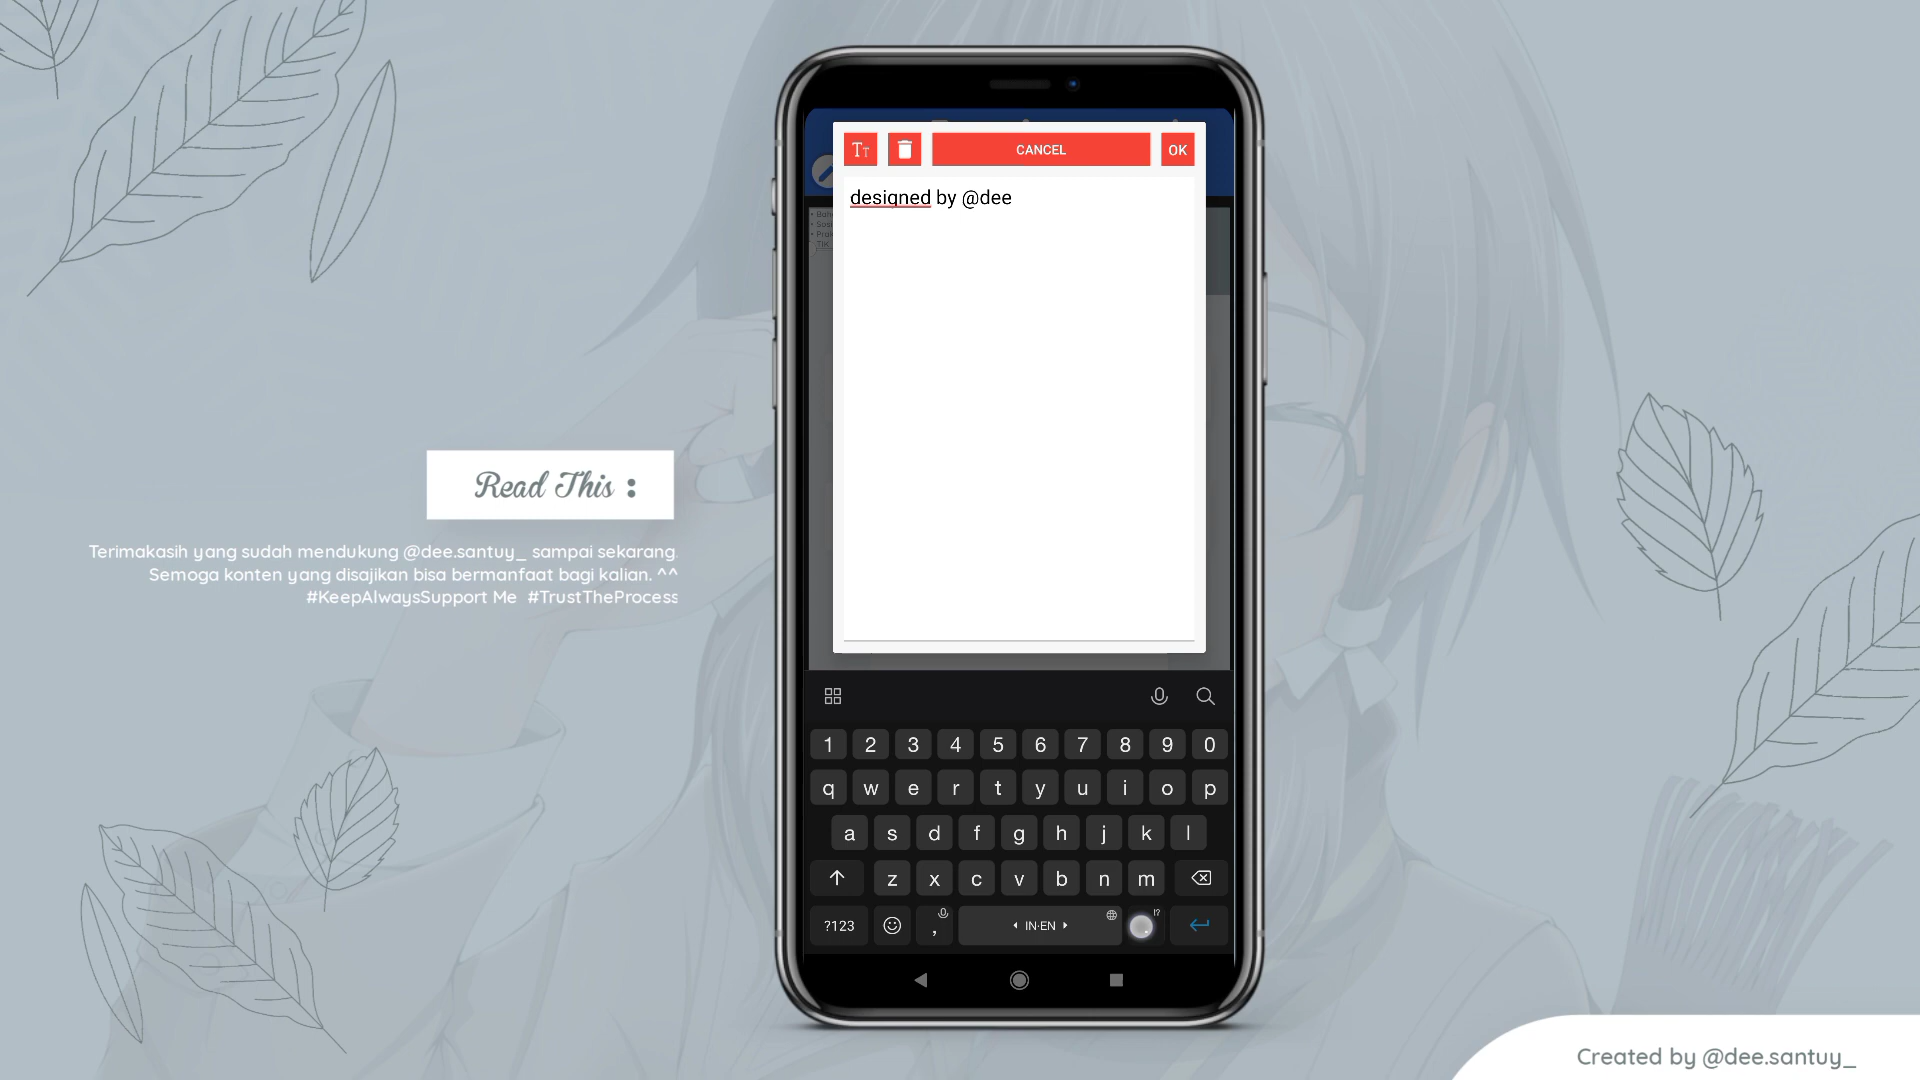 Read This :
Terimakasih yang sudah mendukung @dee.santuy_ sampai sekarang.
Semoga konten yang disajikan bisa bermanfaat bagi kalian. ^^
#KeepAlwaysSupport Me #TrustTheProcess
Tт
CANCEL
OK
designed by @dee
TIK
1 2 3 4 5 6 7 8 9 0
q w e r t y u i o p
a s d f g h j k l
z x c v b n m
?123 , IN·EN . !?
Created by @dee.santuy_